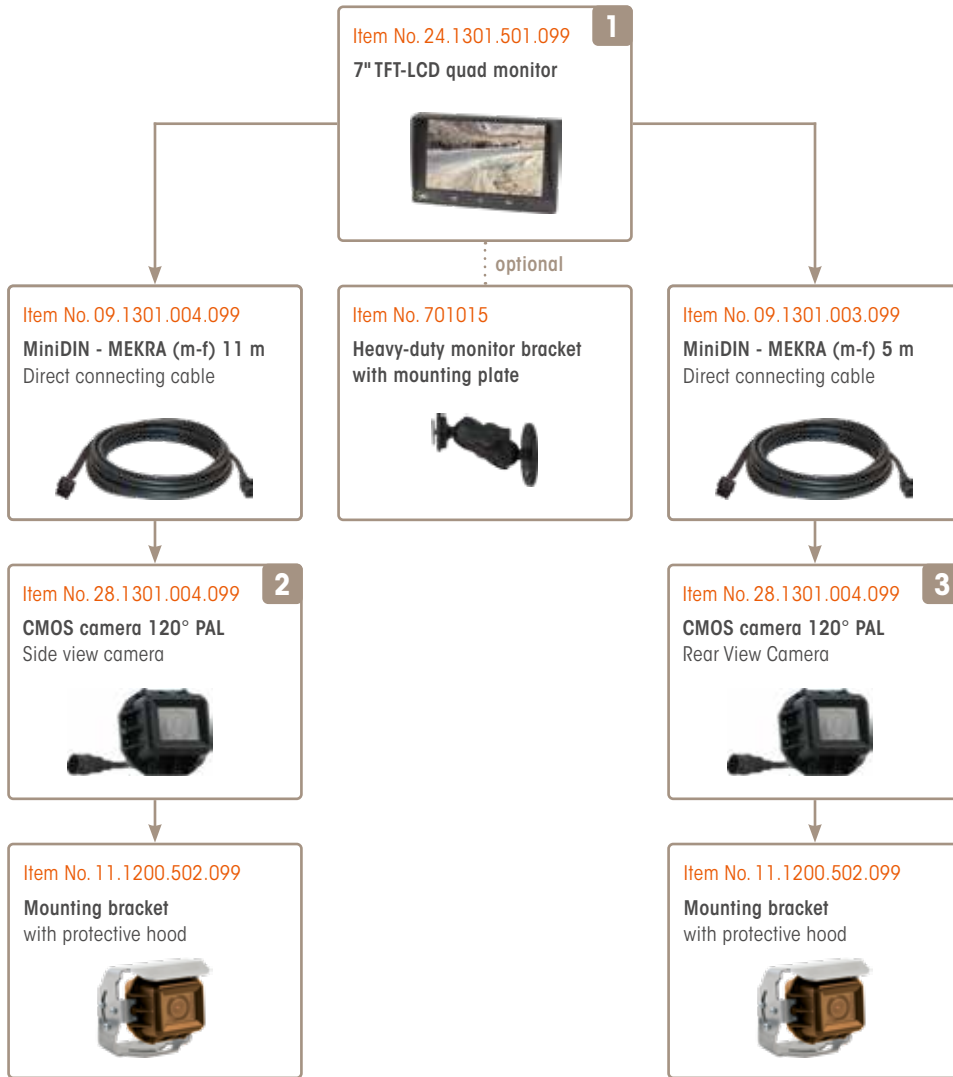 Item No. 24.1301.501.099
1
7" TFT-LCD quad monitor
optional
Item No. 09.1301.004.099
MiniDIN - MEKRA (m-f) 11 m
Direct connecting cable
Item No. 701015
Heavy-duty monitor bracket
with mounting plate
Item No. 09.1301.003.099
MiniDIN - MEKRA (m-f) 5 m
Direct connecting cable
Item No. 28.1301.004.099
2
CMOS camera 120° PAL
Side view camera
Item No. 28.1301.004.099
3
CMOS camera 120° PAL
Rear View Camera
Item No. 11.1200.502.099
Mounting bracket
with protective hood
Item No. 11.1200.502.099
Mounting bracket
with protective hood